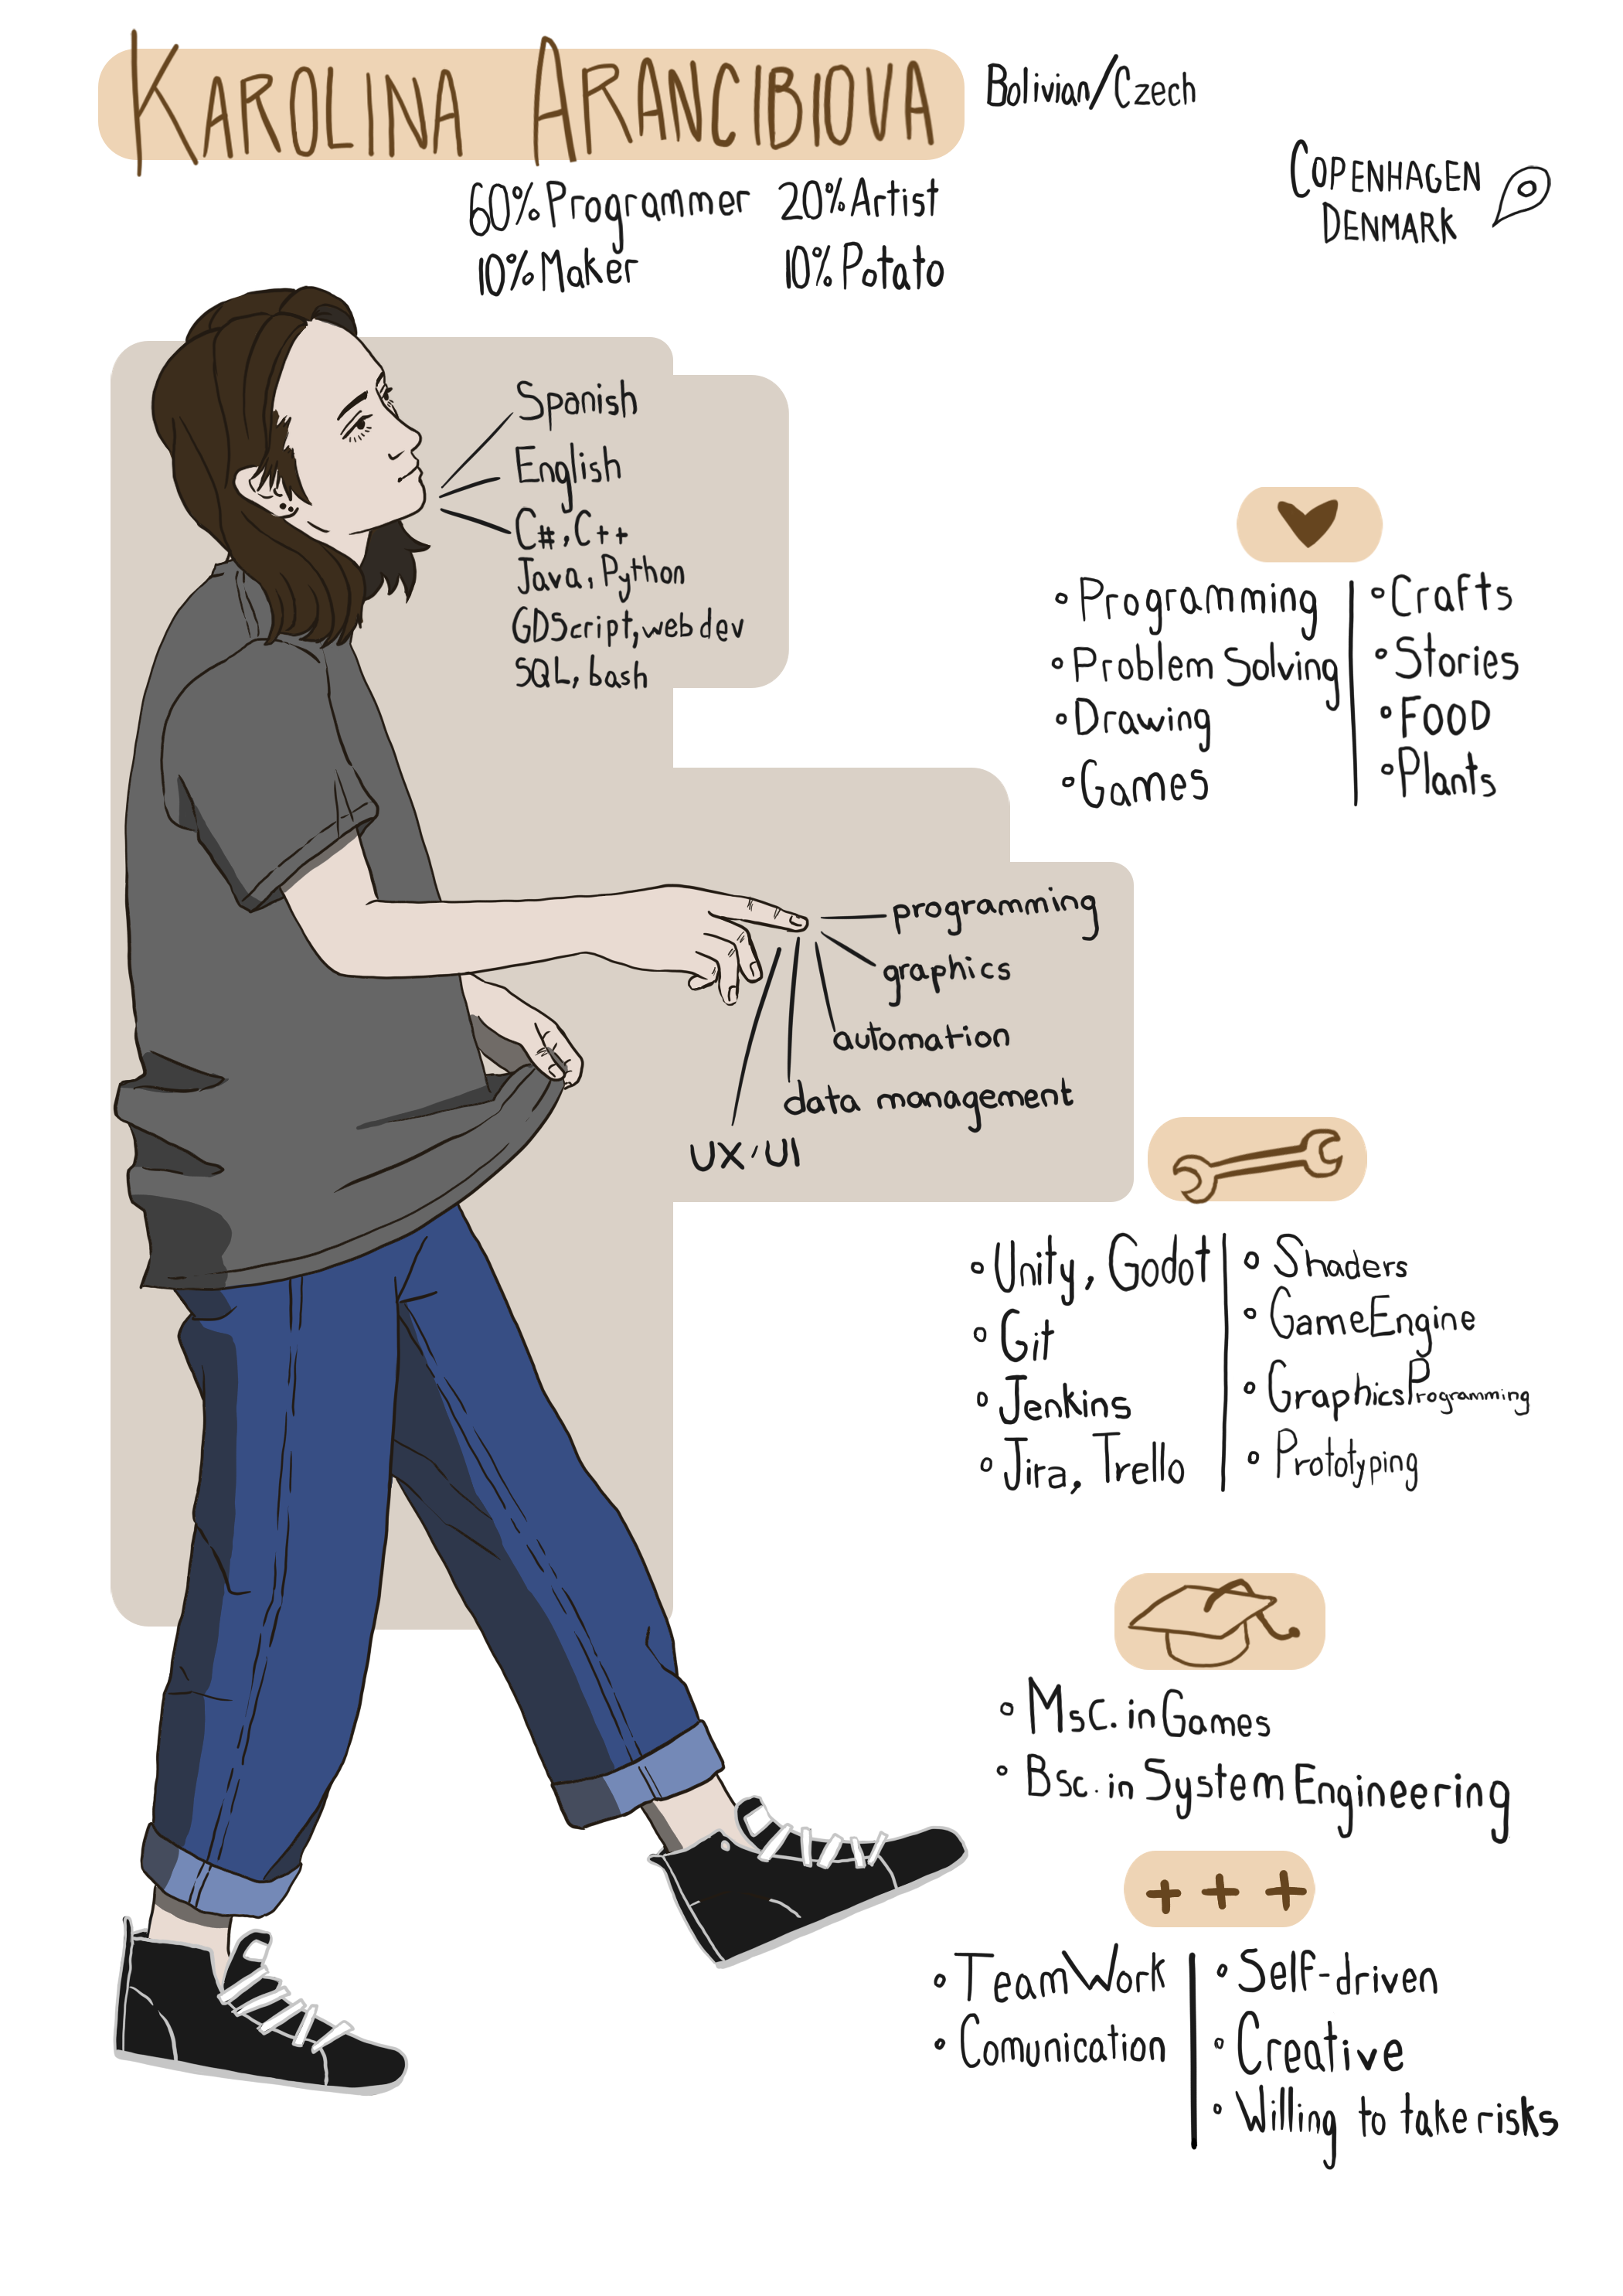 KAROLINA ARANCIBIOVA
Bolivian/Czech
COPENHAGEN
DENMARK
60% Programmer 20% Artist
10% Maker 10% Potato
Spanish
English
C#, C++
Java, Python
GDScript, web dev
SQL, bash
• Programming
• Problem Solving
• Drawing
• Games
• Crafts
• Stories
• FOOD
• Plants
programming
graphics
automation
data management
UX·UI
• Unity, Godot
• Git
• Jenkins
• Jira, Trello
• Shaders
• GameEngine
• GraphicsProgramming
• Prototyping
• Msc. in Games
• Bsc. in System Engineering
+ + +
• TeamWork
• Comunication
• Self-driven
• Creative
• Willing to take risks